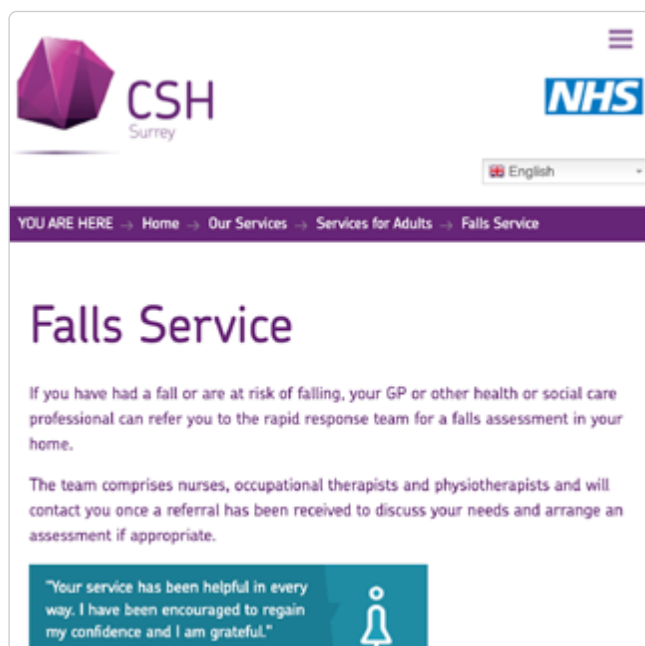 CSH
Surrey
NHS
English
YOU ARE HERE → Home → Our Services → Services for Adults → Falls Service
Falls Service
If you have had a fall or are at risk of falling, your GP or other health or social care
professional can refer you to the rapid response team for a falls assessment in your
home.
The team comprises nurses, occupational therapists and physiotherapists and will
contact you once a referral has been received to discuss your needs and arrange an
assessment if appropriate.
"Your service has been helpful in every
way. I have been encouraged to regain
my confidence and I am grateful."